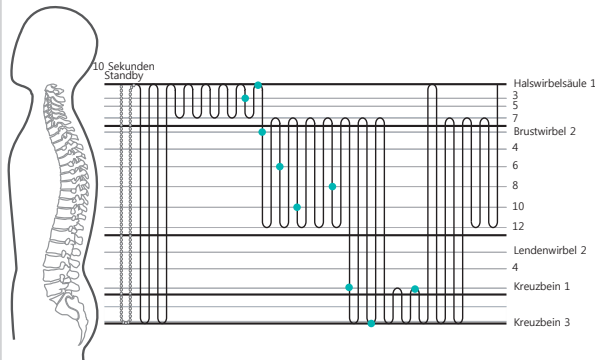 10 Sekunden
Standby
Halswirbelsäule 1
3
5
7
Brustwirbel 2
4
6
8
10
12
Lendenwirbel 2
4
Kreuzbein 1
Kreuzbein 3